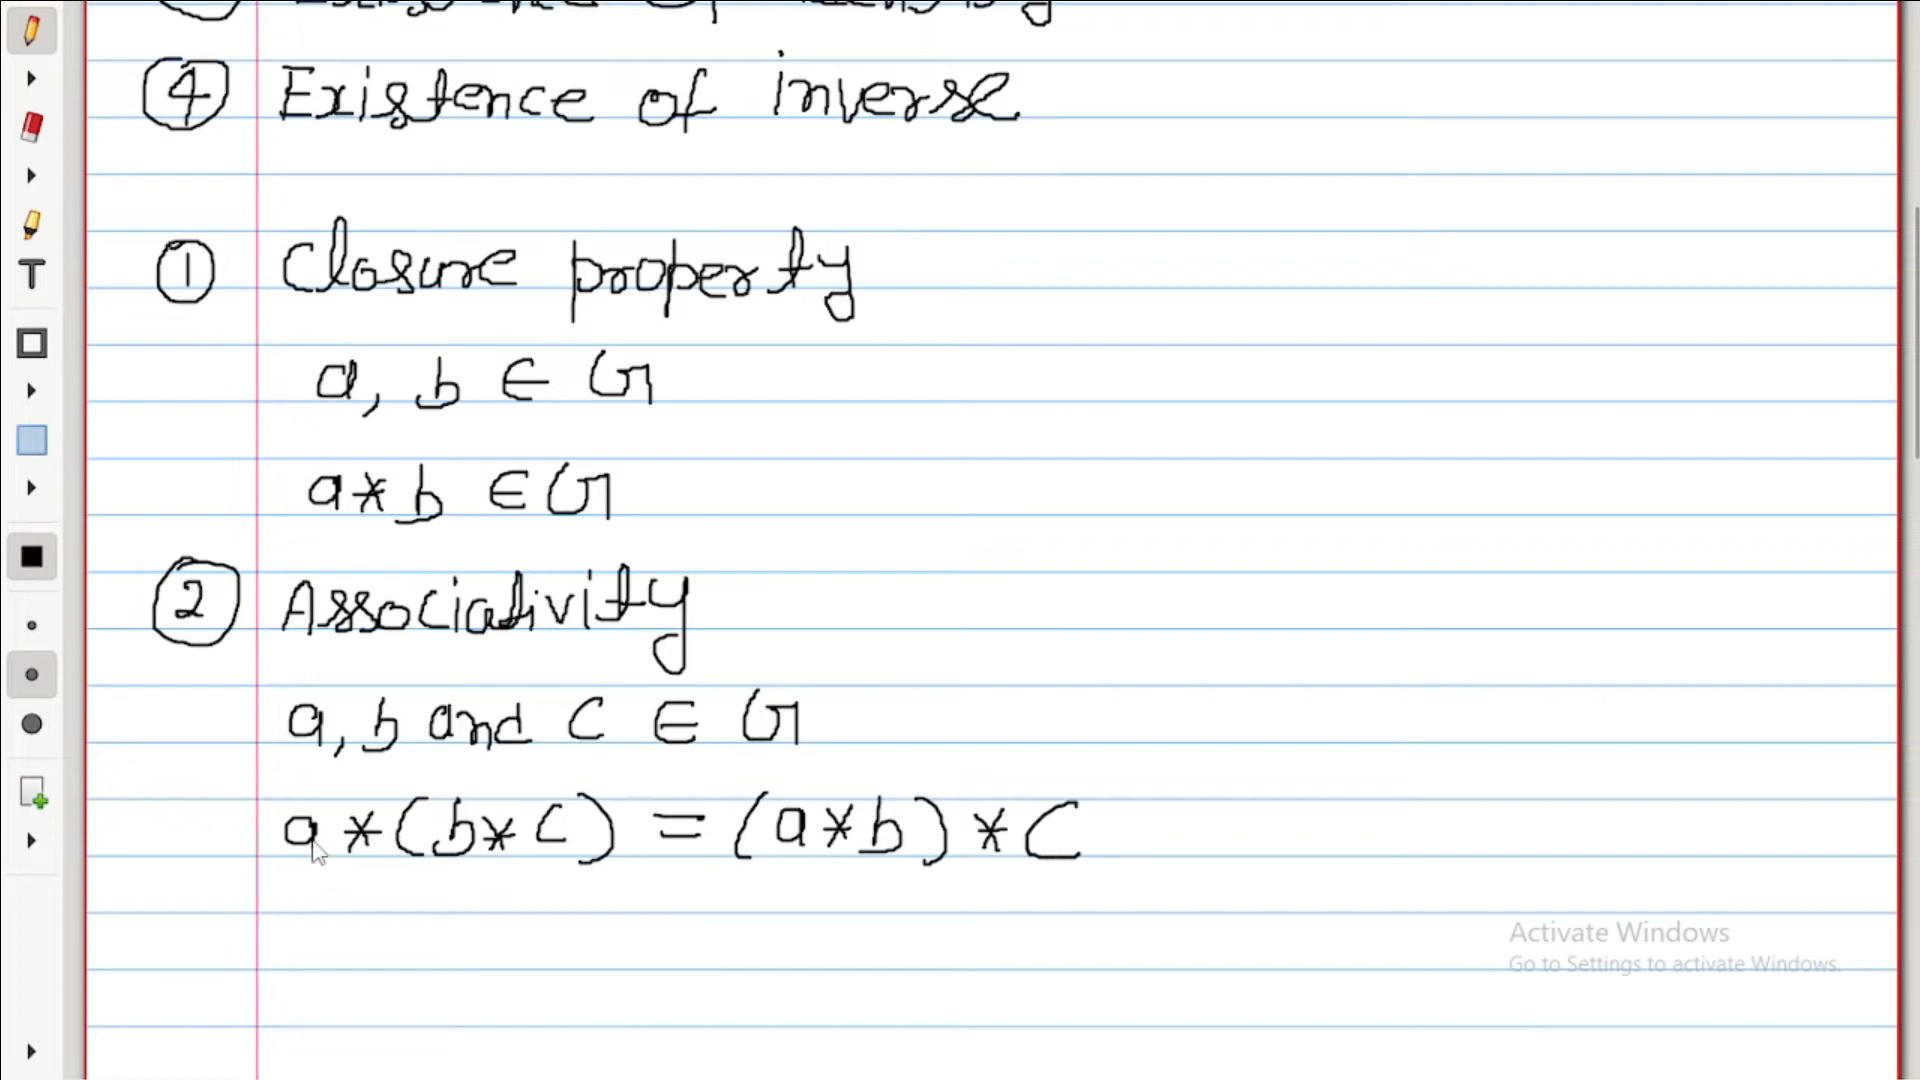 ④ Existence of inverse
① Closure property
a, b ∈ G
a*b ∈ G
② Associativity
a, b and c ∈ G
a*(b*c) = (a*b)*c
T
Activate Windows
Go to Settings to activate Windows.